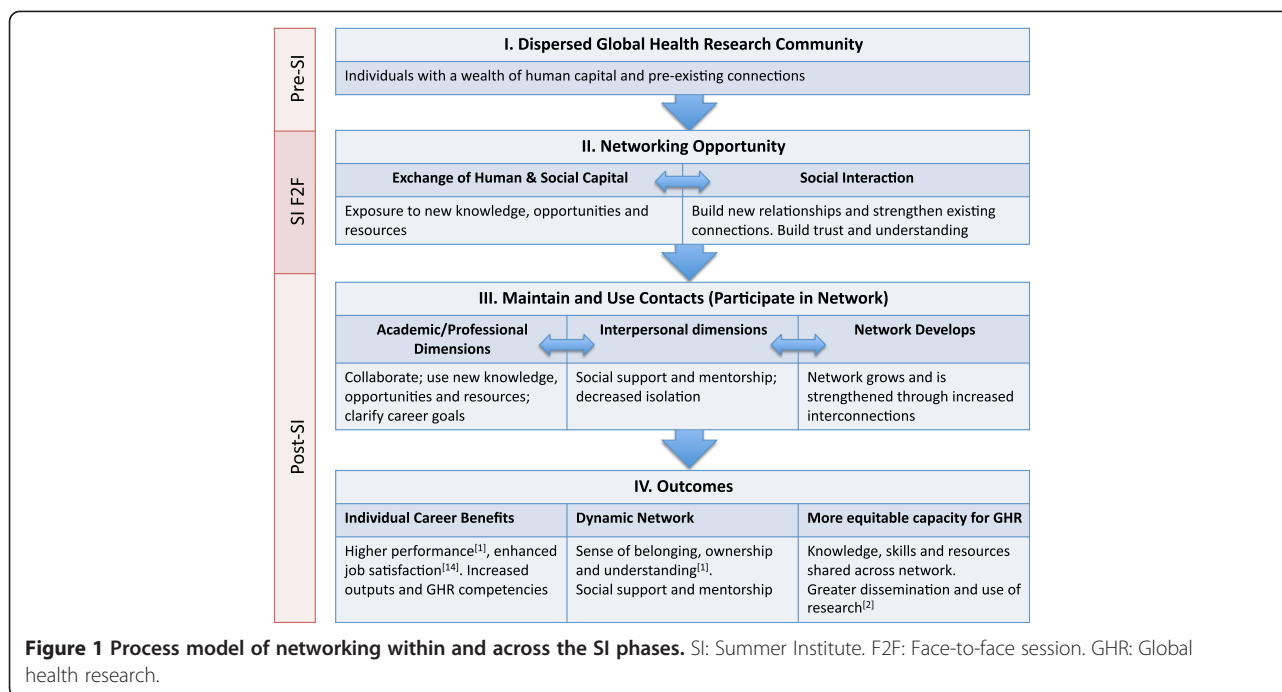 Pre-SI
I. Dispersed Global Health Research Community
Individuals with a wealth of human capital and pre-existing connections
SI F2F
II. Networking Opportunity
Exchange of Human & Social Capital
Social Interaction
Exposure to new knowledge, opportunities and
resources
Build new relationships and strengthen existing
connections. Build trust and understanding
Post-SI
III. Maintain and Use Contacts (Participate in Network)
Academic/Professional
Dimensions
Interpersonal dimensions
Network Develops
Collaborate; use new knowledge,
opportunities and resources;
clarify career goals
Social support and mentorship;
decreased isolation
Network grows and is
strengthened through increased
interconnections
IV. Outcomes
Individual Career Benefits
Dynamic Network
More equitable capacity for GHR
Higher performance[1], enhanced
job satisfaction[14]. Increased
outputs and GHR competencies
Sense of belonging, ownership
and understanding[1].
Social support and mentorship
Knowledge, skills and resources
shared across network.
Greater dissemination and use of
research[2]
Figure 1 Process model of networking within and across the SI phases. SI: Summer Institute. F2F: Face-to-face session. GHR: Global
health research.